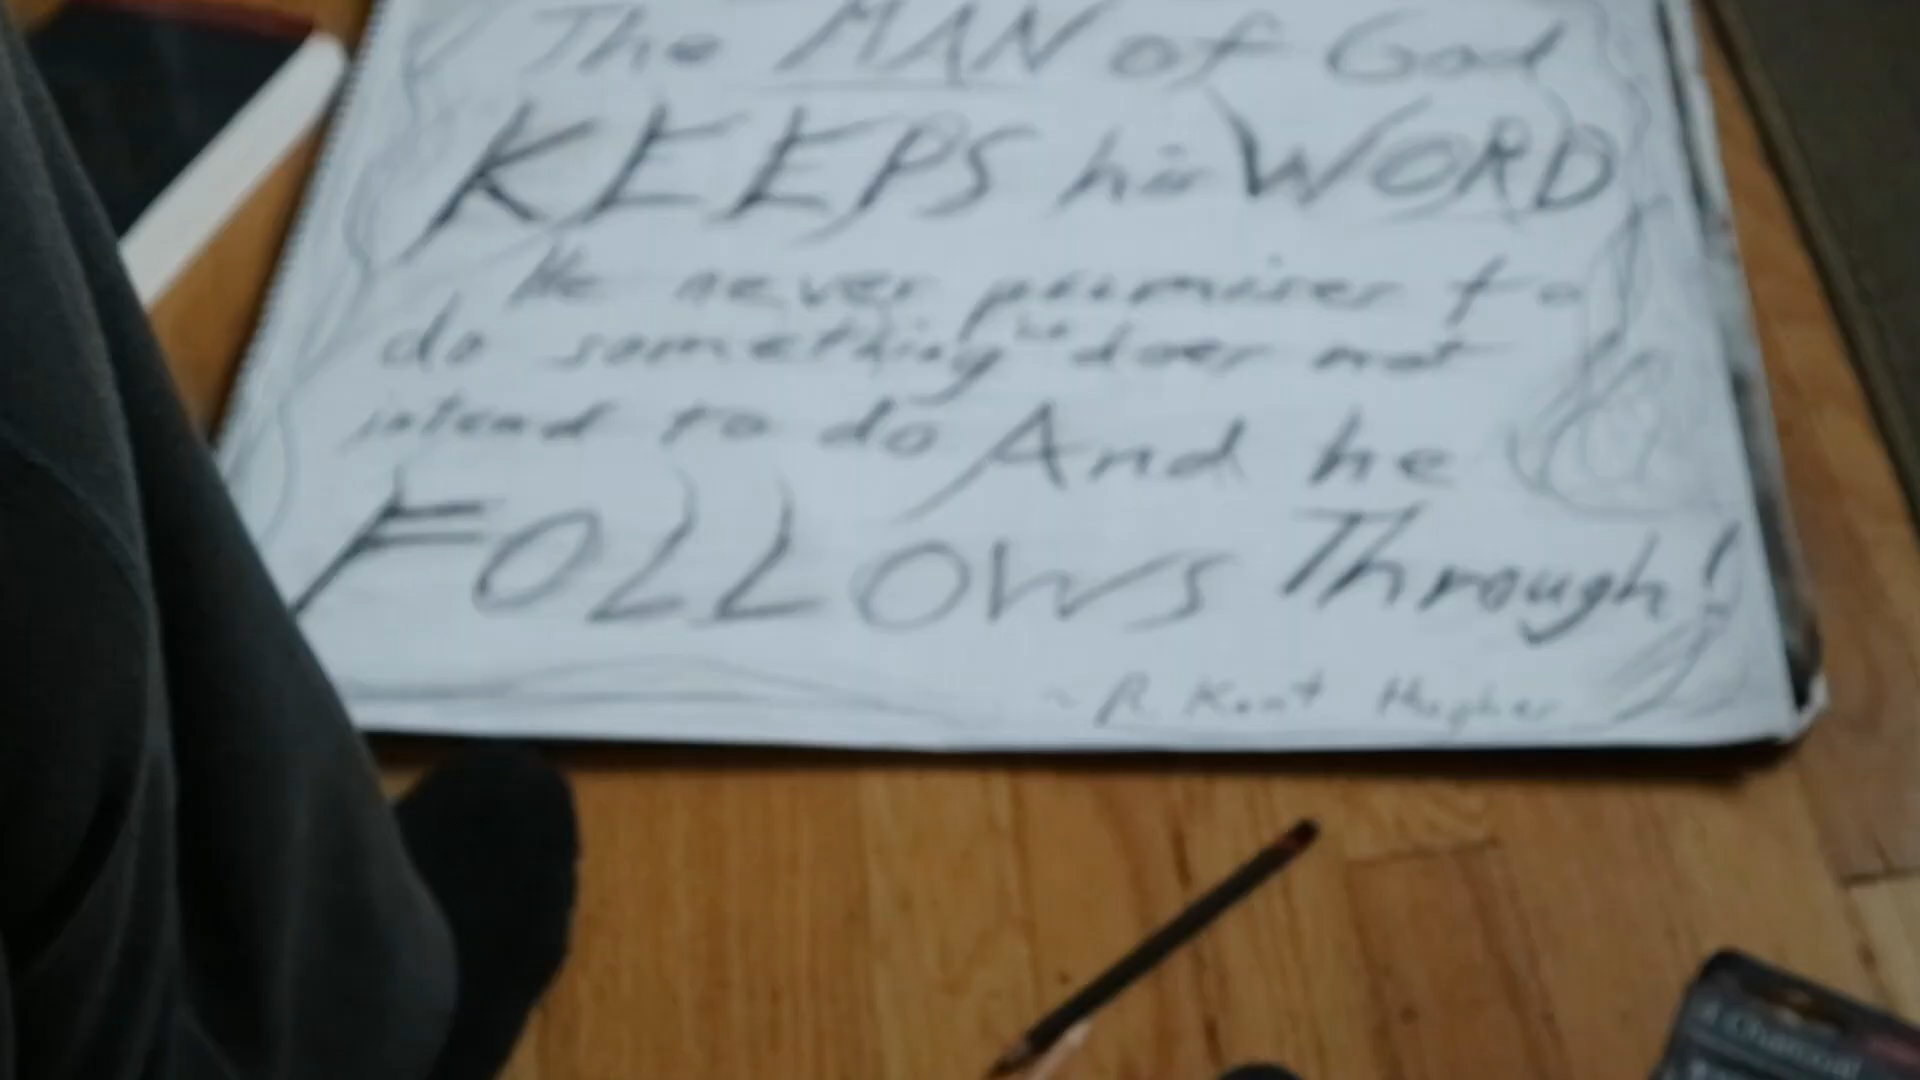 The MAN of God
KEEPS his WORD
He never promises to
do something he does not
intend to do And he
FOLLOWS Through!
~ R. Kent Hughes
Charcoal